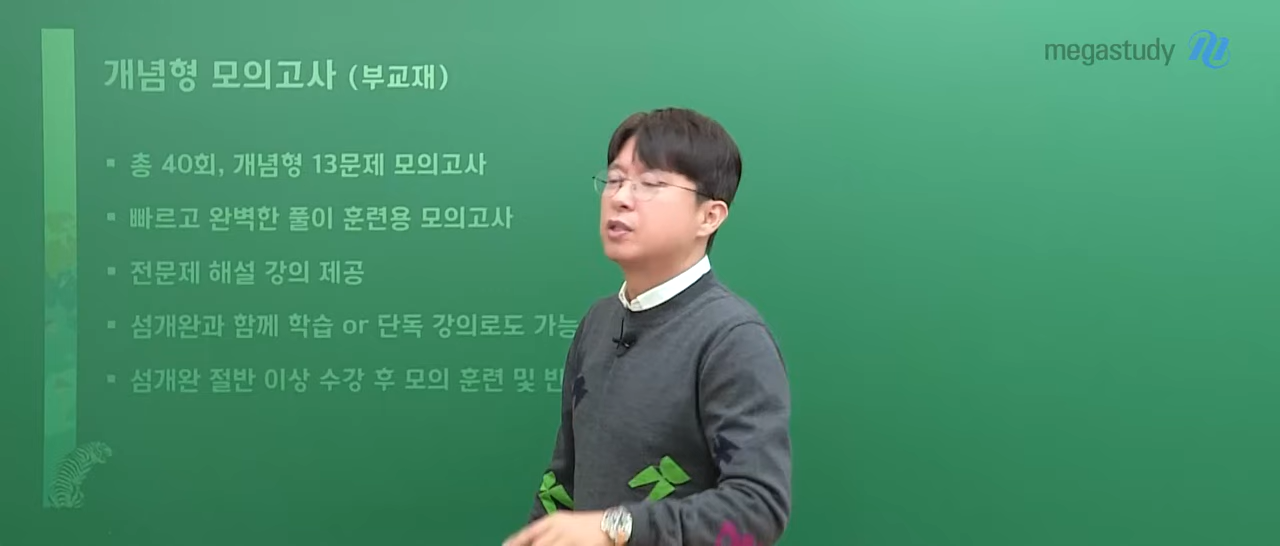 megastudy
개념형 모의고사 (부교재)
▪ 총 40회, 개념형 13문제 모의고사
▪ 빠르고 완벽한 풀이 훈련용 모의고사
▪ 전문제 해설 강의 제공
▪ 섬개완과 함께 학습 or 단독 강의로도 가능
▪ 섬개완 절반 이상 수강 후 모의 훈련 및